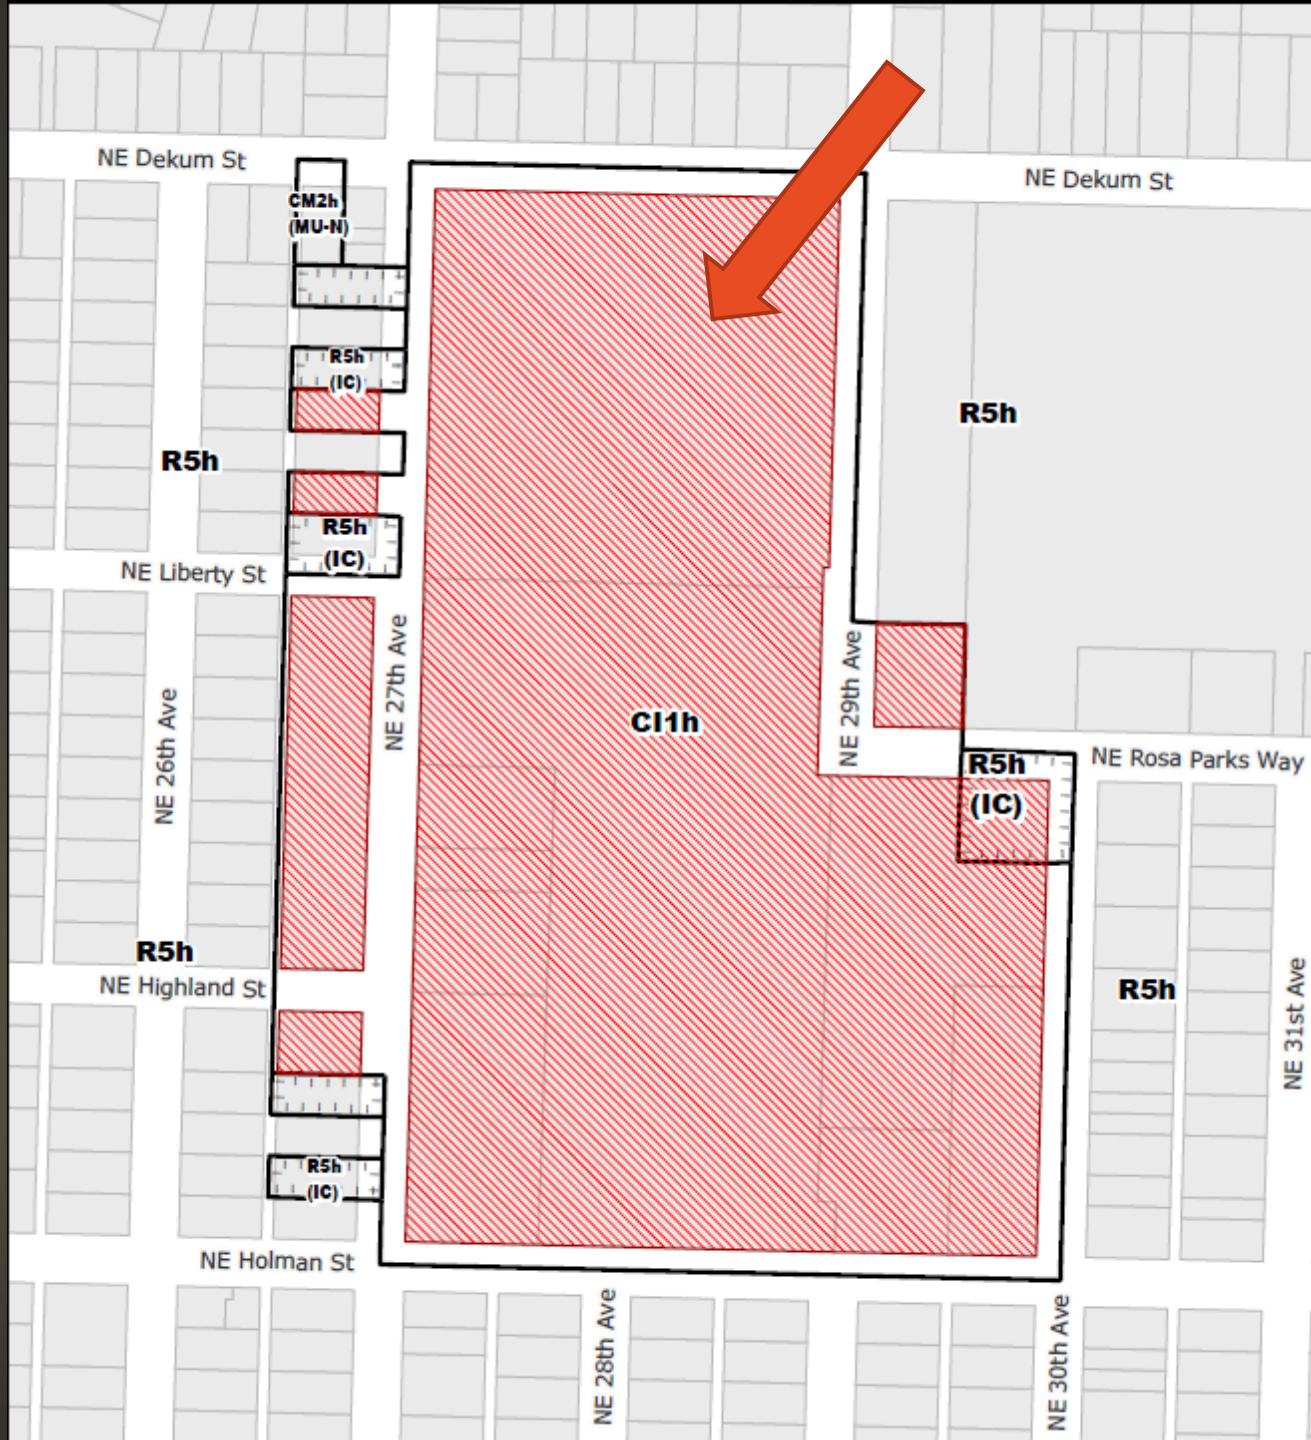 NE Dekum St
NE Dekum St
CM2h
(MU-N)
R5h
(IC)
R5h
R5h
R5h
(IC)
NE Liberty St
NE 27th Ave
NE 29th Ave
NE 26th Ave
CI1h
NE Rosa Parks Way
R5h
(IC)
R5h
NE Highland St
R5h
NE 31st Ave
R5h
(IC)
NE Holman St
NE 28th Ave
NE 30th Ave